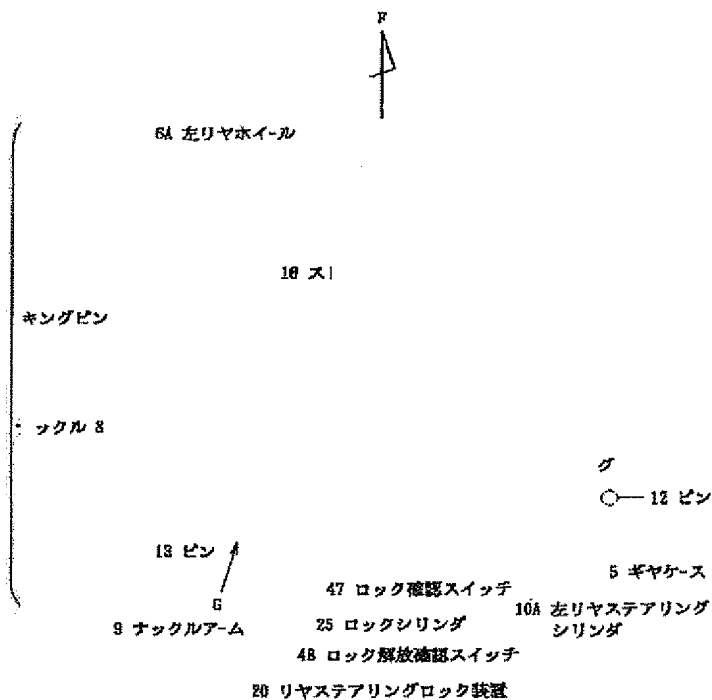 F
6A 左リヤホイール
キングピン
ックル 8
グ
12 ピン
13 ピン
5 ギヤケース
47 ロック確認スイッチ
G
10A 左リヤステアリング
シリンダ
9 ナックルアーム
25 ロックシリンダ
48 ロック解放確認スイッチ
20 リヤステアリングロック装置